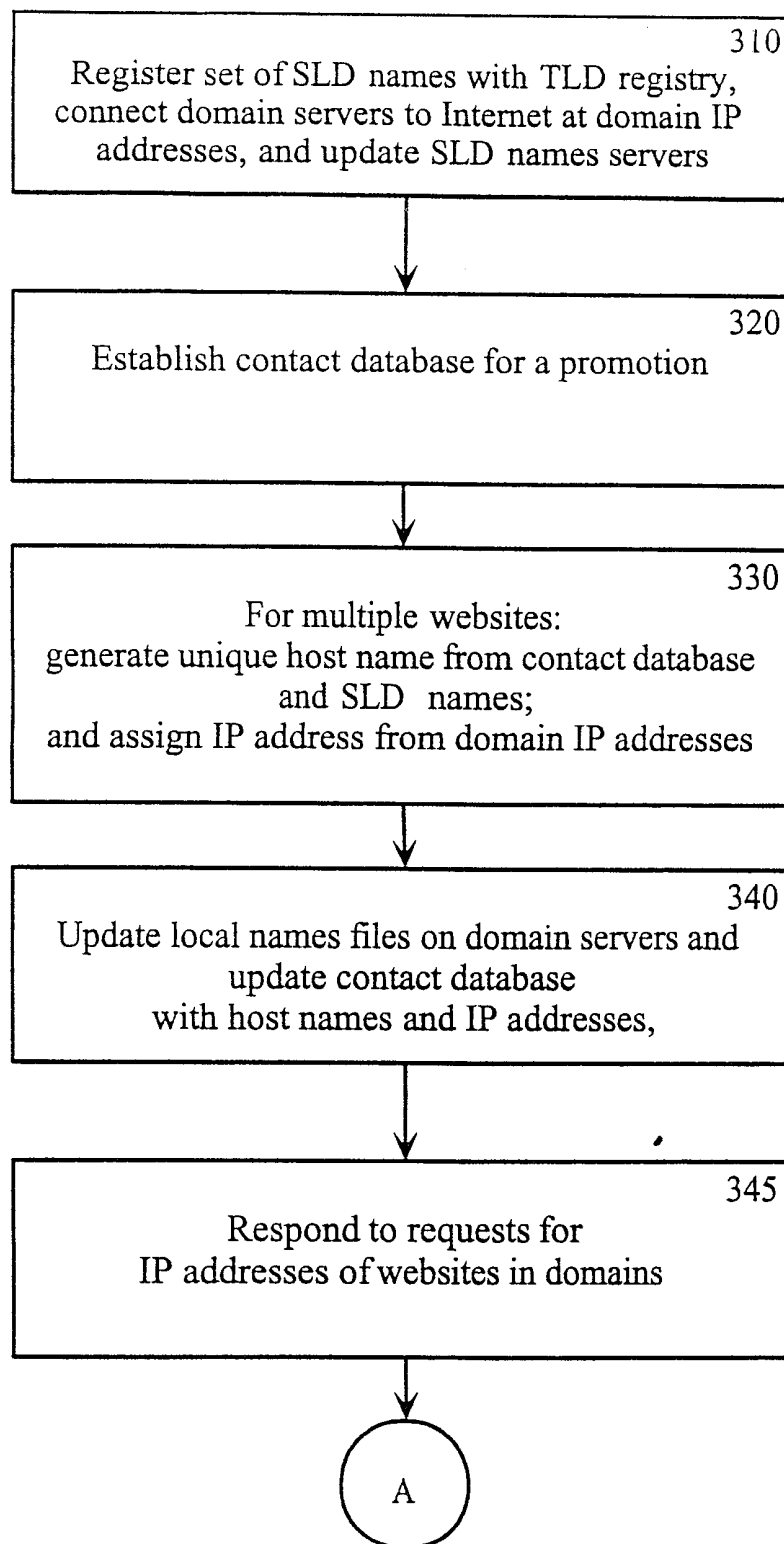 310
Register set of SLD names with TLD registry,
connect domain servers to Internet at domain IP
addresses, and update SLD names servers
320
Establish contact database for a promotion
330
For multiple websites:
generate unique host name from contact database
and SLD names;
and assign IP address from domain IP addresses
340
Update local names files on domain servers and
update contact database
with host names and IP addresses,
345
Respond to requests for
IP addresses of websites in domains
A